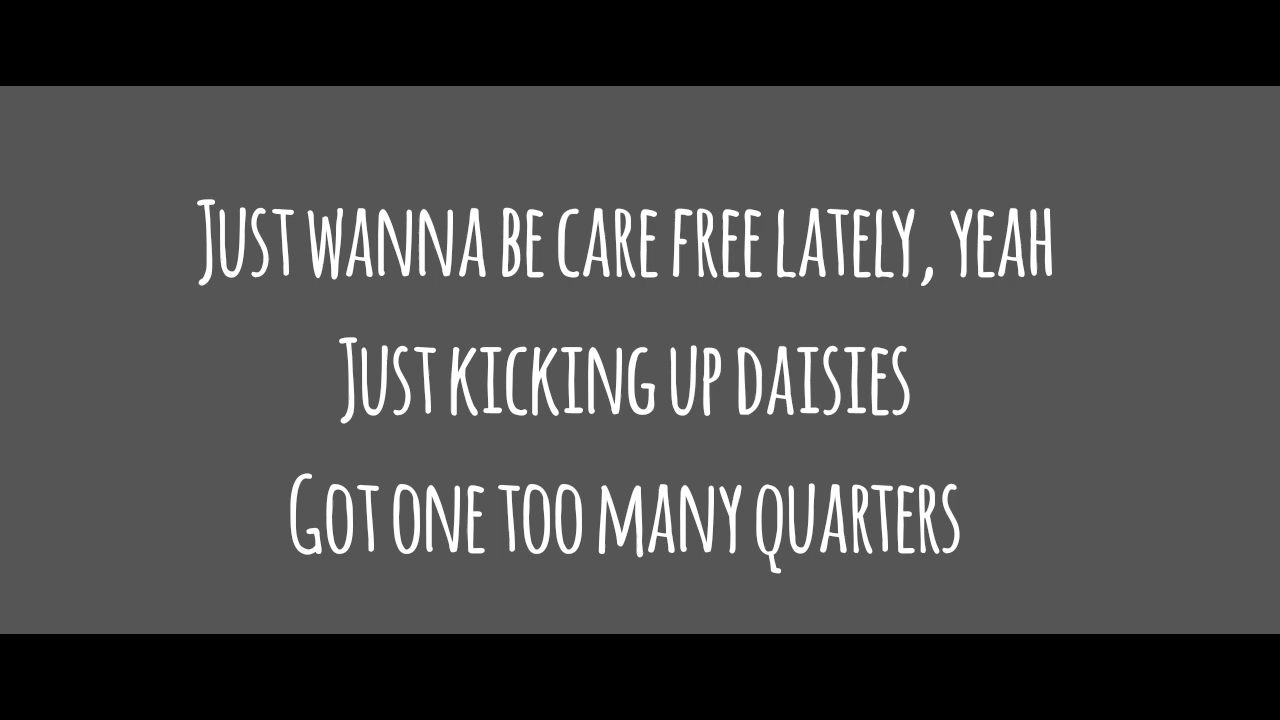 Just wanna be care free lately, yeah
Just kicking up daisies
Got one too many quarters